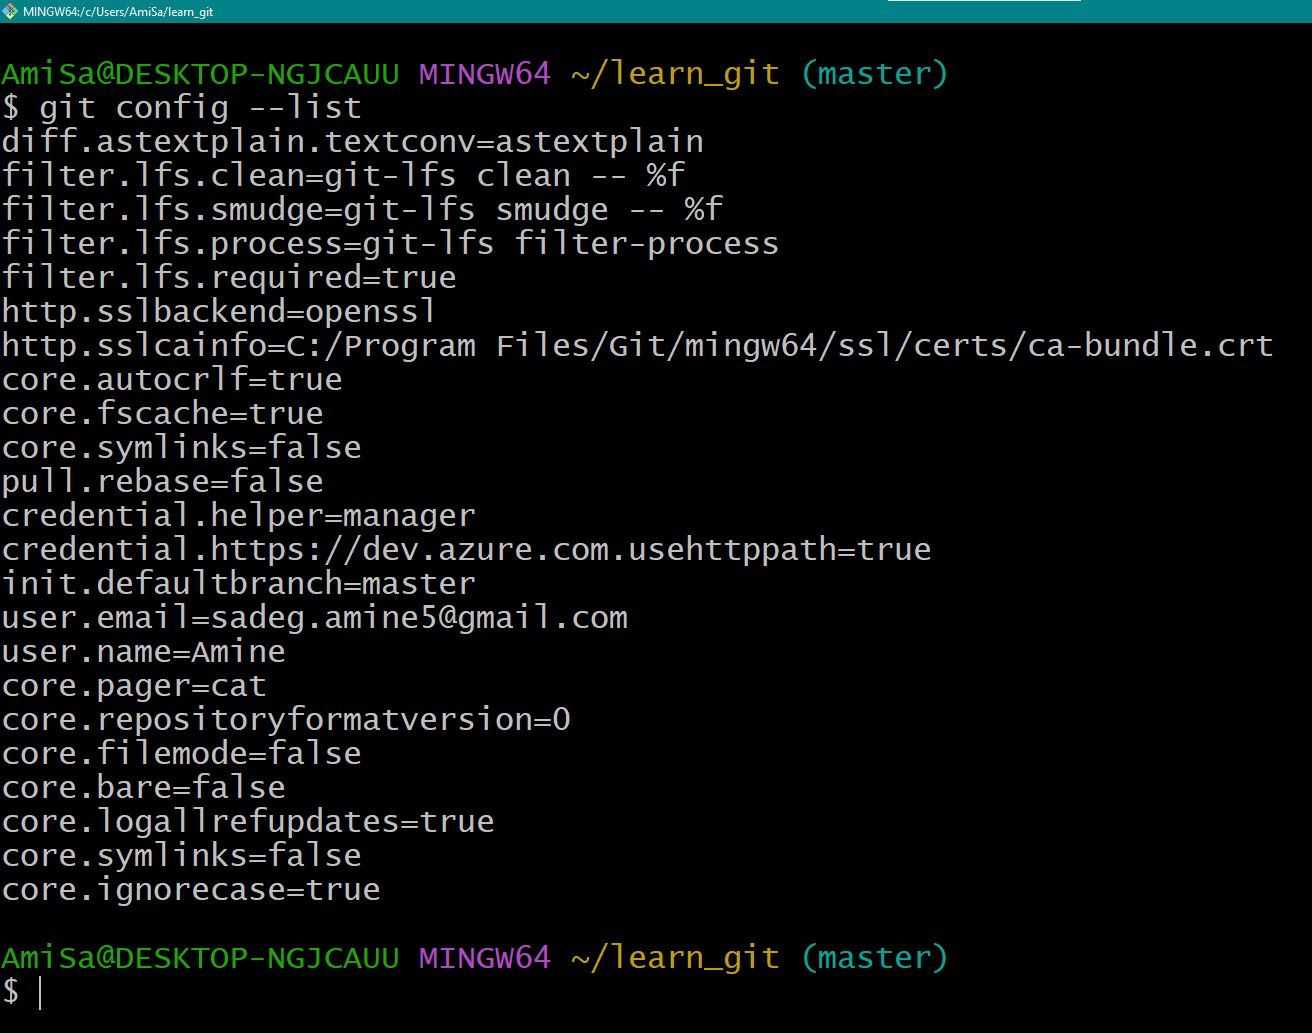 MINGW64:/c/Users/AmiSa/learn_git
AmiSa@DESKTOP-NGJCAUU MINGW64 ~/learn_git (master)
$ git config --list
diff.astextplain.textconv=astextplain
filter.lfs.clean=git-lfs clean -- %f
filter.lfs.smudge=git-lfs smudge -- %f
filter.lfs.process=git-lfs filter-process
filter.lfs.required=true
http.sslbackend=openssl
http.sslcainfo=C:/Program Files/Git/mingw64/ssl/certs/ca-bundle.crt
core.autocrlf=true
core.fscache=true
core.symlinks=false
pull.rebase=false
credential.helper=manager
credential.https://dev.azure.com.usehttppath=true
init.defaultbranch=master
user.email=sadeg.amine5@gmail.com
user.name=Amine
core.pager=cat
core.repositoryformatversion=0
core.filemode=false
core.bare=false
core.logallrefupdates=true
core.symlinks=false
core.ignorecase=true
AmiSa@DESKTOP-NGJCAUU MINGW64 ~/learn_git (master)
$